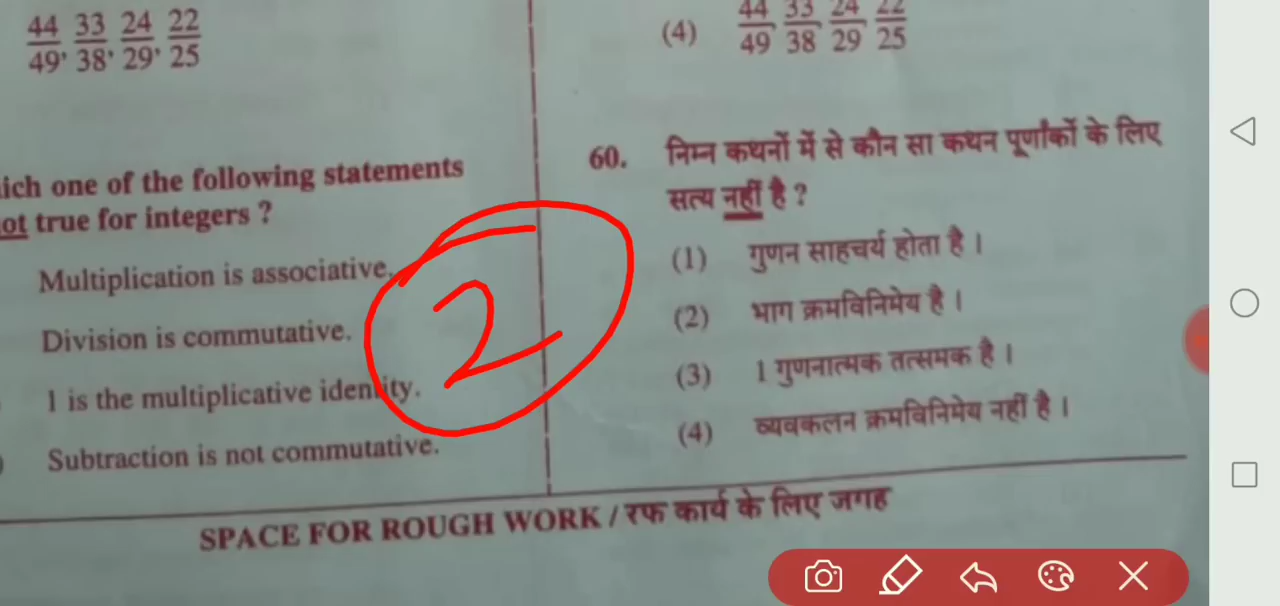 44/49, 33/38, 24/29, 22/25
ich one of the following statements
ot true for integers ?
Multiplication is associative.
Division is commutative.
1 is the multiplicative identity.
Subtraction is not commutative.
2
(4) 44/49, 33/38, 24/29, 22/25
60. निम्न कथनों में से कौन सा कथन पूर्णांकों के लिए
सत्य नहीं है ?
(1) गुणन साहचर्य होता है ।
(2) भाग क्रमविनिमेय है ।
(3) 1 गुणनात्मक तत्समक है ।
(4) व्यवकलन क्रमविनिमेय नहीं है ।
SPACE FOR ROUGH WORK / रफ कार्य के लिए जगह